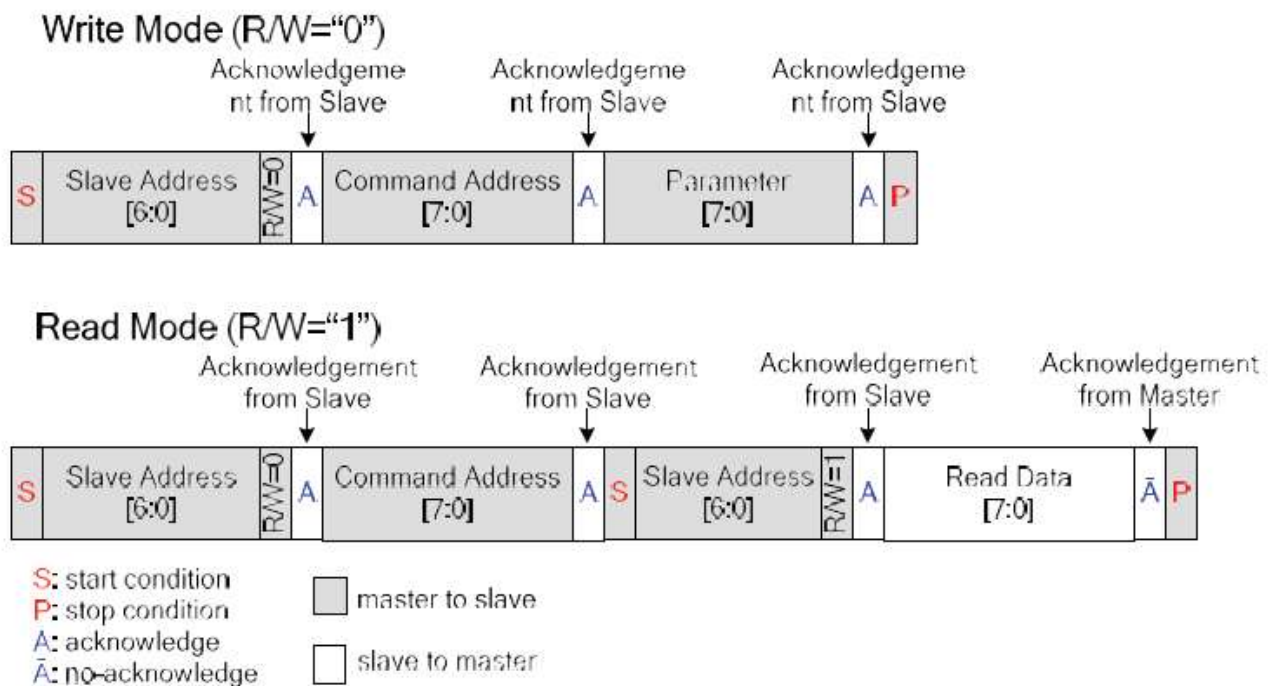 Write Mode (R/W=“0”)
Acknowledgeme Acknowledgeme Acknowledgeme
nt from Slave nt from Slave nt from Slave
S Slave Address [6:0] R/W=0 A Command Address [7:0] A Parameter [7:0] A P
Read Mode (R/W=“1”)
Acknowledgement Acknowledgement Acknowledgement Acknowledgement
from Slave from Slave from Slave from Master
S Slave Address [6:0] R/W=0 A Command Address [7:0] A S Slave Address [6:0] R/W=1 A Read Data [7:0] Ā P
S: start condition
P: stop condition
A: acknowledge
Ā: no-acknowledge
master to slave
slave to master